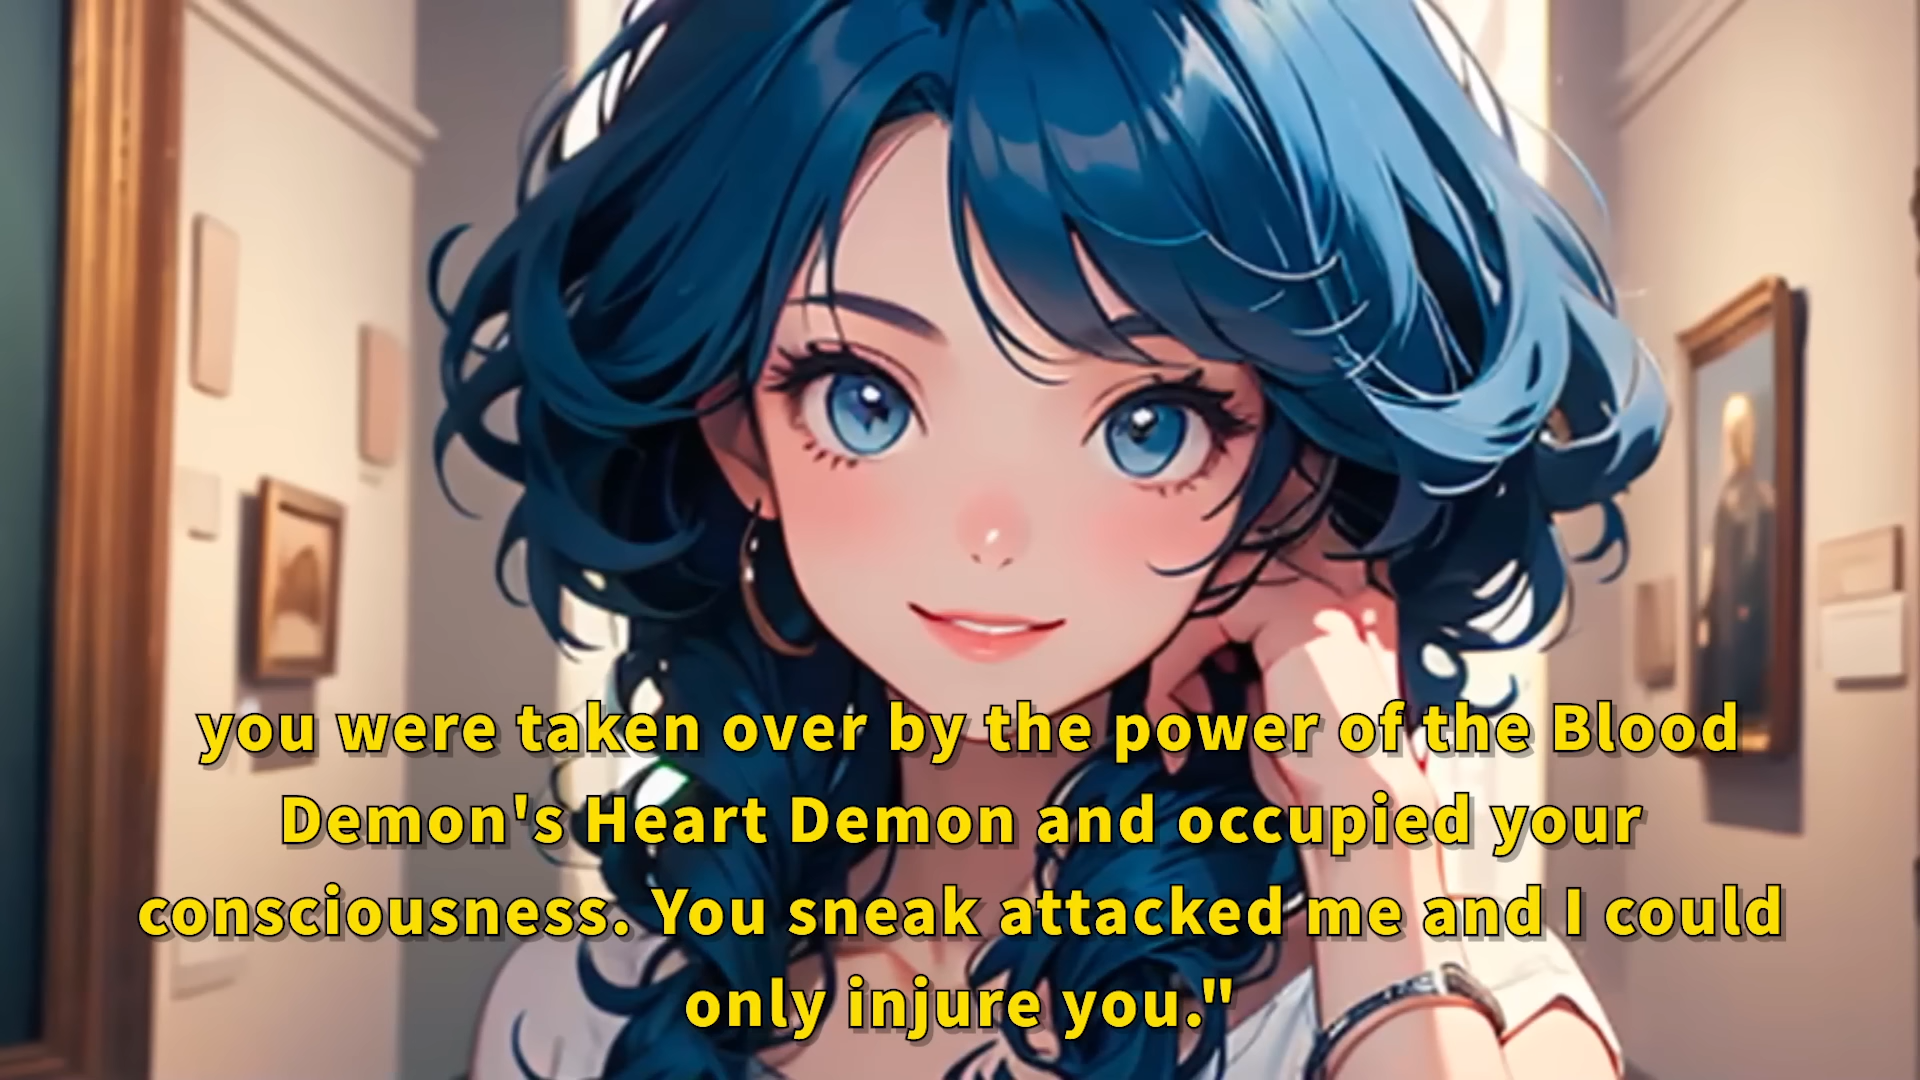 you were taken over by the power of the Blood
Demon's Heart Demon and occupied your
consciousness. You sneak attacked me and I could
only injure you."